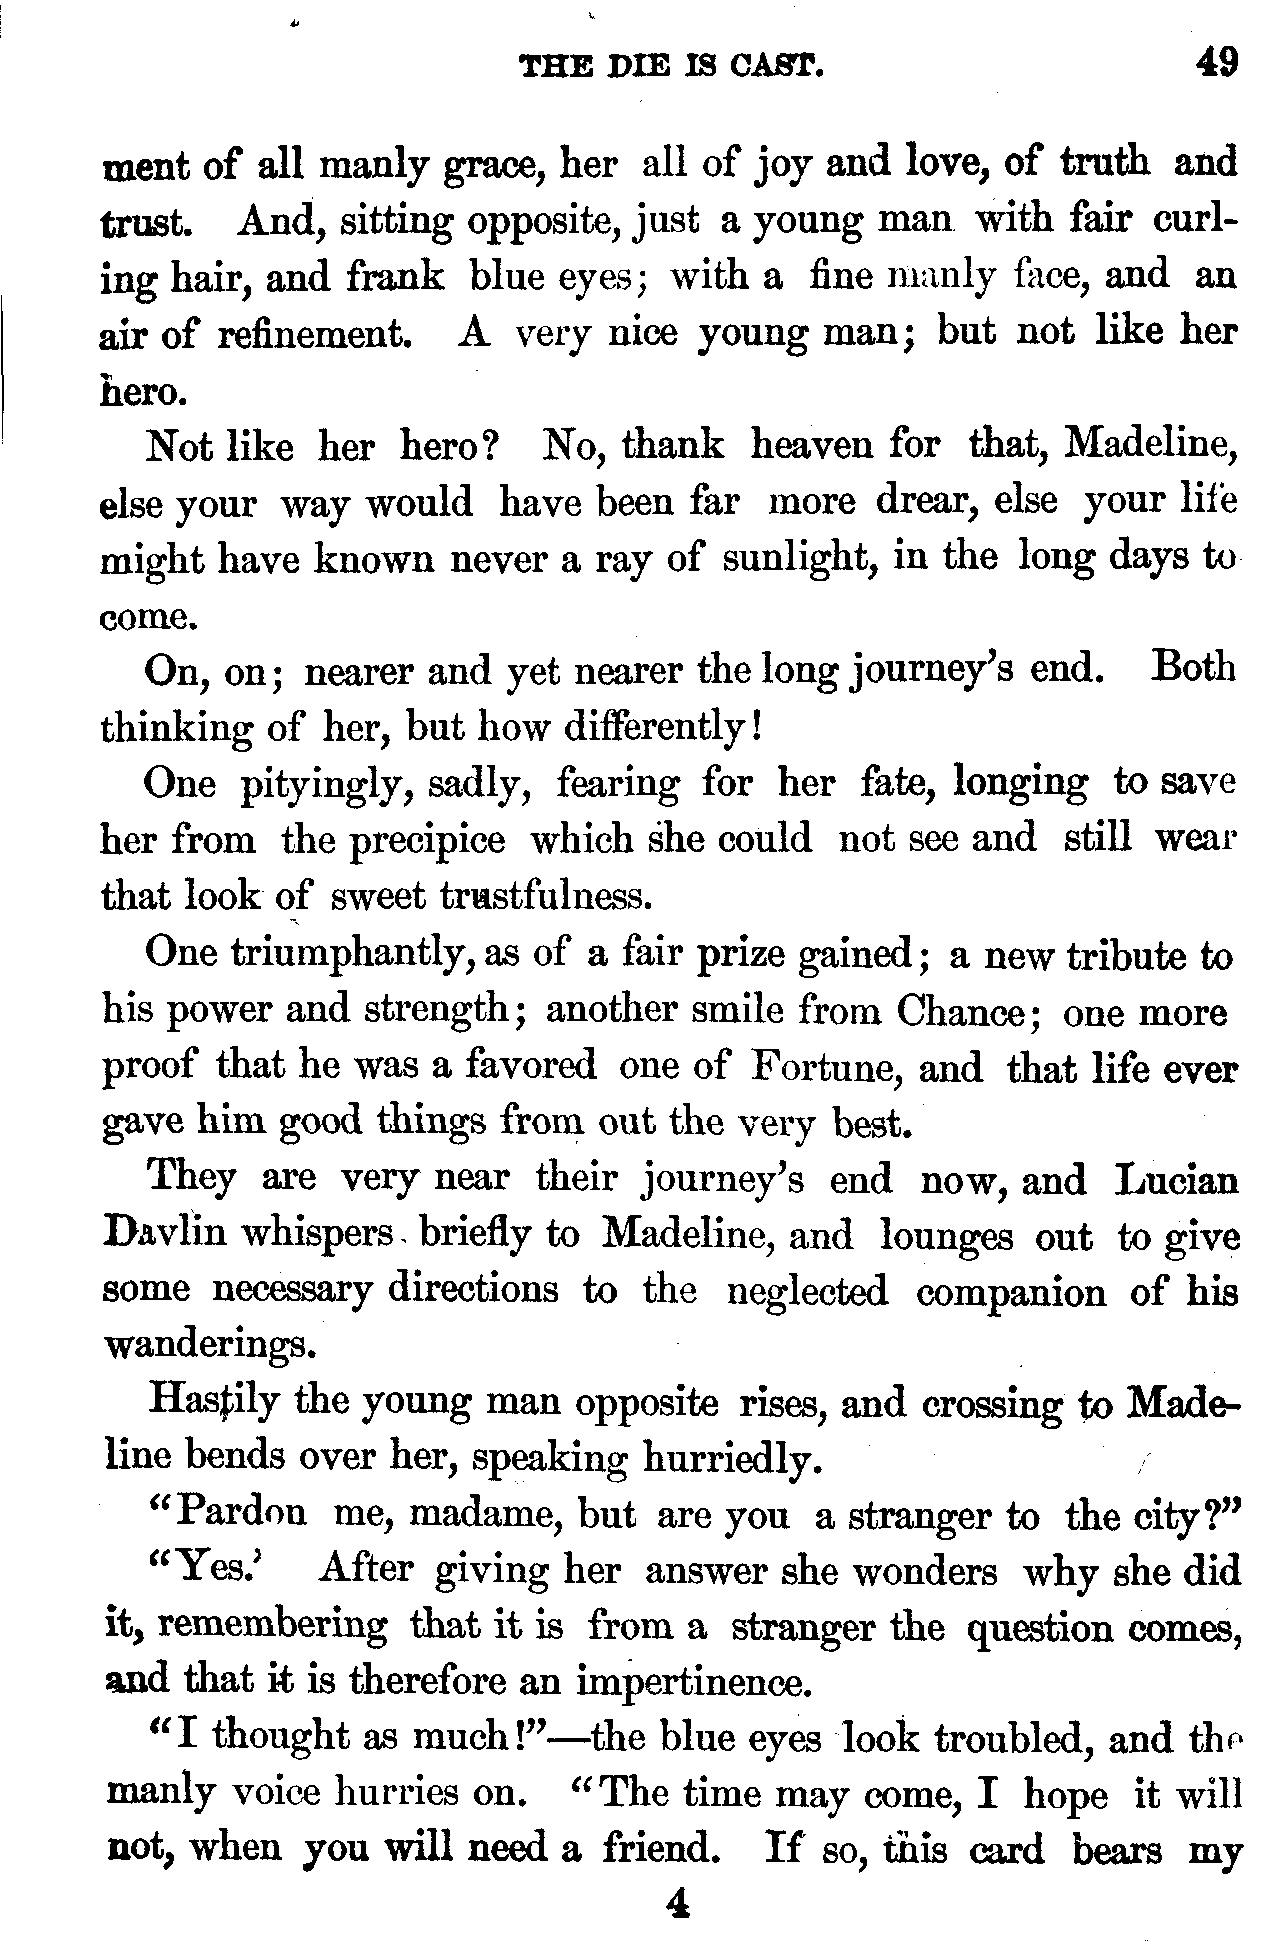 THE DIE IS CAST. 49
ment of all manly grace, her all of joy and love, of truth and
trust. And, sitting opposite, just a young man with fair curl-
ing hair, and frank blue eyes; with a fine manly face, and an
air of refinement. A very nice young man; but not like her
hero.
Not like her hero? No, thank heaven for that, Madeline,
else your way would have been far more drear, else your life
might have known never a ray of sunlight, in the long days to
come.
On, on; nearer and yet nearer the long journey's end. Both
thinking of her, but how differently!
One pityingly, sadly, fearing for her fate, longing to save
her from the precipice which she could not see and still wear
that look of sweet trustfulness.
One triumphantly, as of a fair prize gained; a new tribute to
his power and strength; another smile from Chance; one more
proof that he was a favored one of Fortune, and that life ever
gave him good things from out the very best.
They are very near their journey's end now, and Lucian
Davlin whispers briefly to Madeline, and lounges out to give
some necessary directions to the neglected companion of his
wanderings.
Hastily the young man opposite rises, and crossing to Made-
line bends over her, speaking hurriedly.
"Pardon me, madame, but are you a stranger to the city?"
"Yes.' After giving her answer she wonders why she did
it, remembering that it is from a stranger the question comes,
and that it is therefore an impertinence.
"I thought as much!"—the blue eyes look troubled, and the
manly voice hurries on. "The time may come, I hope it will
not, when you will need a friend. If so, this card bears my
4